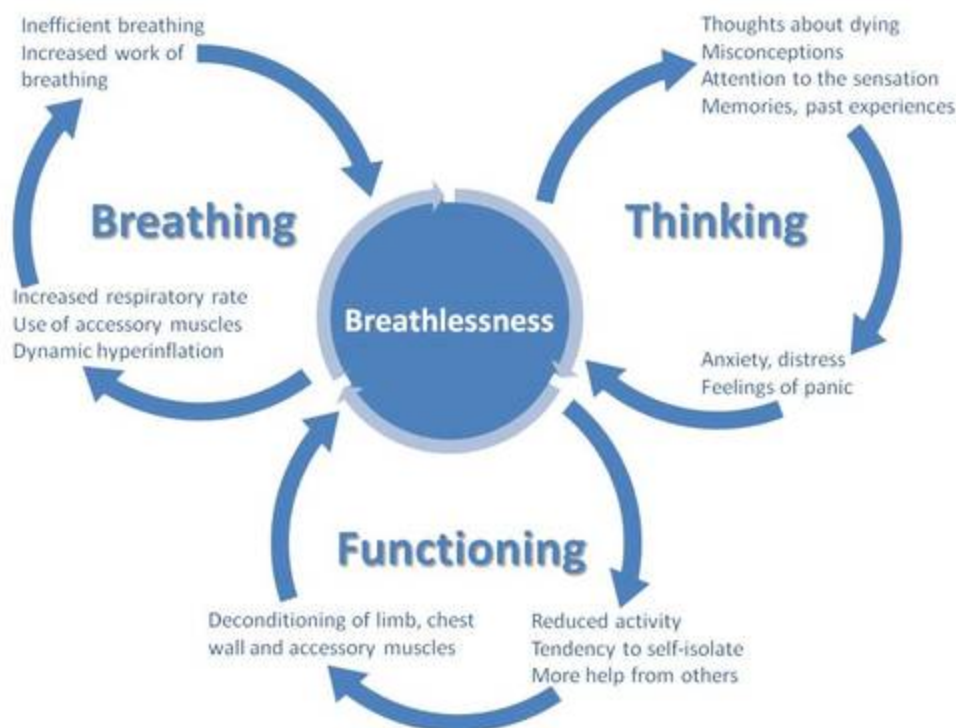 Inefficient breathing
Increased work of
breathing
Thoughts about dying
Misconceptions
Attention to the sensation
Memories, past experiences
Breathing
Thinking
Increased respiratory rate
Use of accessory muscles
Dynamic hyperinflation
Breathlessness
Anxiety, distress
Feelings of panic
Functioning
Deconditioning of limb, chest
wall and accessory muscles
Reduced activity
Tendency to self-isolate
More help from others